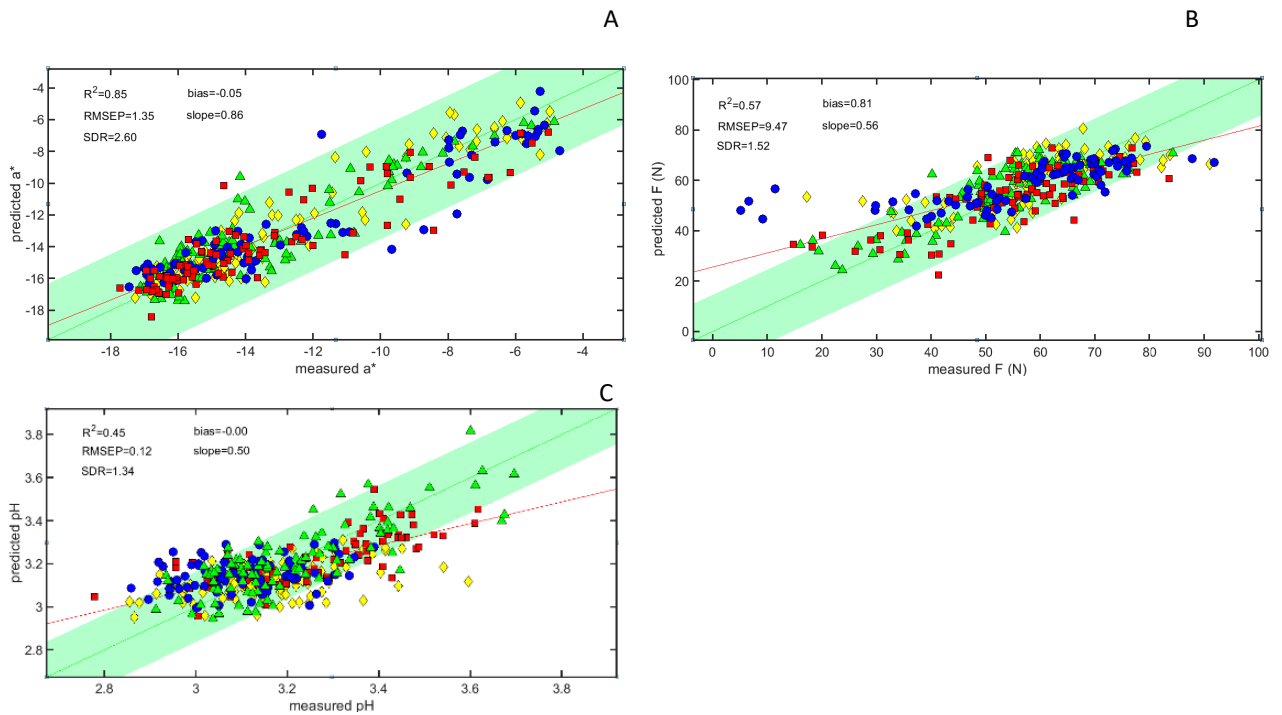 A
B
R²=0.85 bias=-0.05
RMSEP=1.35 slope=0.86
SDR=2.60
-4
-6
-8
-10
-12
-14
-16
-18
predicted a*
-18 -16 -14 -12 -10 -8 -6 -4
measured a*
R²=0.57 bias=0.81
RMSEP=9.47 slope=0.56
SDR=1.52
100
80
60
40
20
0
predicted F (N)
0 10 20 30 40 50 60 70 80 90 100
measured F (N)
C
R²=0.45 bias=-0.00
RMSEP=0.12 slope=0.50
SDR=1.34
3.8
3.6
3.4
3.2
3
2.8
predicted pH
2.8 3 3.2 3.4 3.6 3.8
measured pH